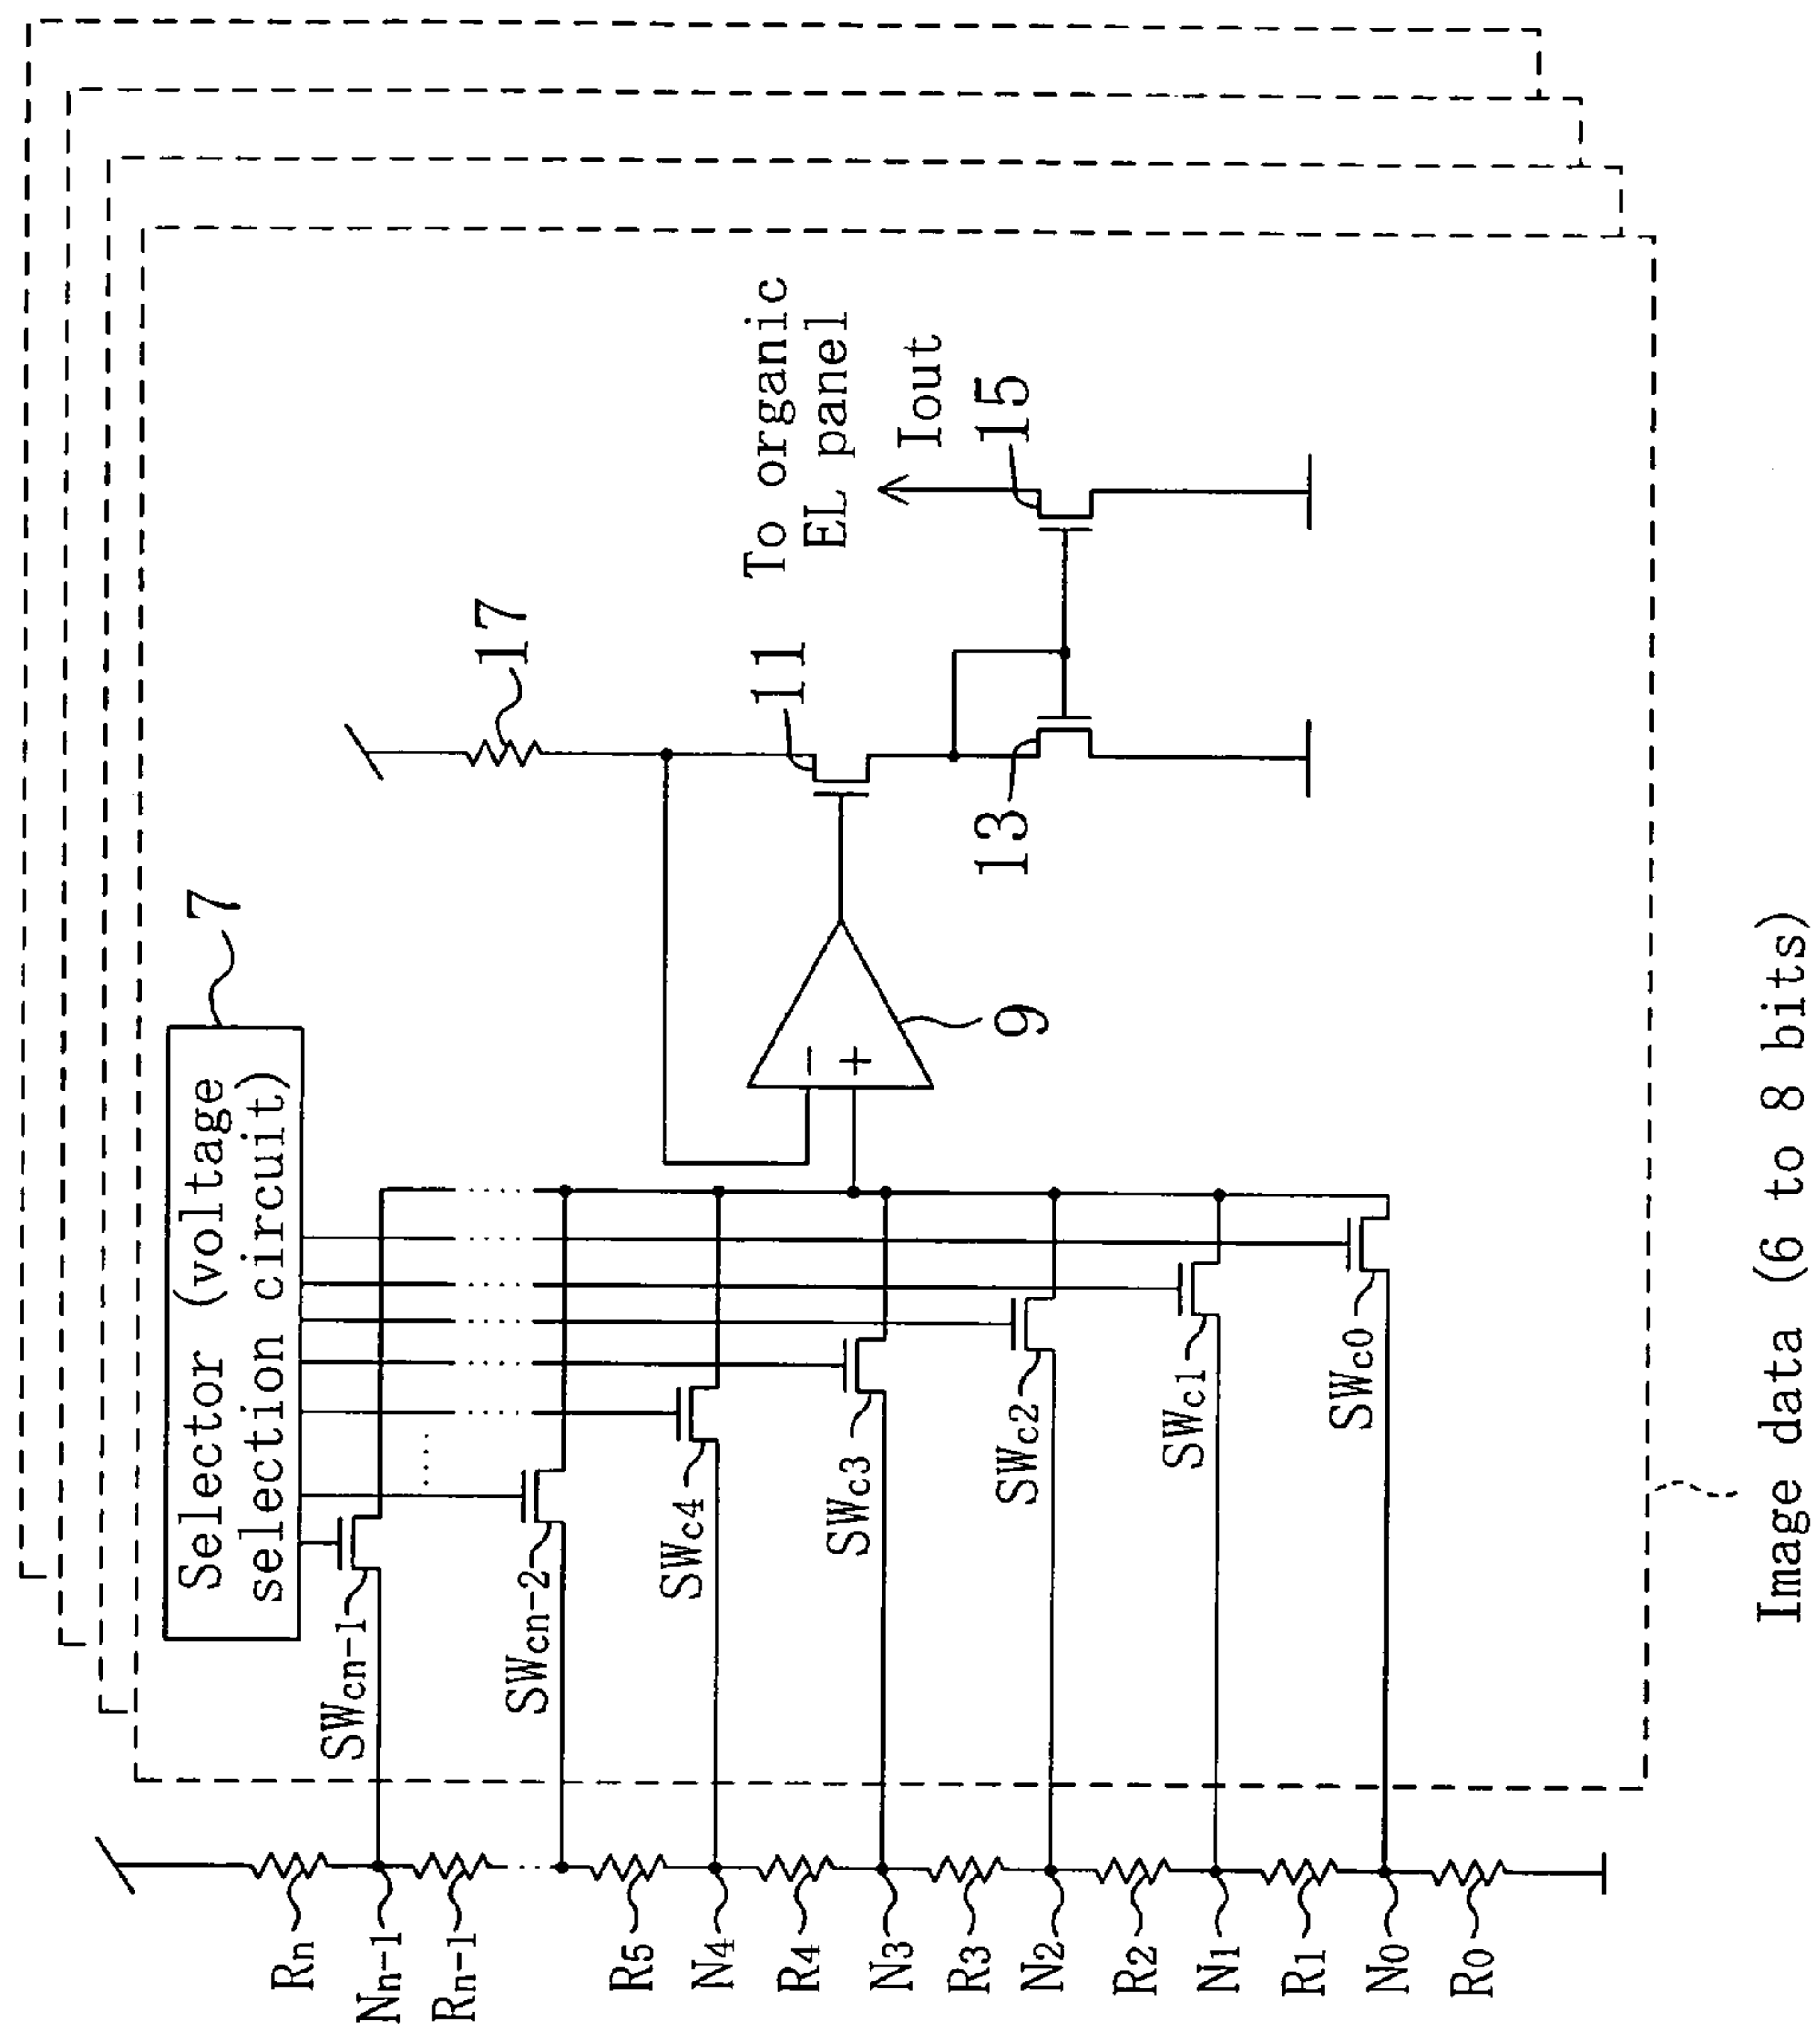 Selector (voltage
selection circuit)
7
17
To organic
EL panel
Iout
11
15
13
9
−
+
SWcn-1
SWcn-2
SWc4
SWc3
SWc2
SWc1
SWc0
Rn
Nn-1
Rn-1
R5
N4
R4
N3
R3
N2
R2
N1
R1
N0
R0
Image data (6 to 8 bits)